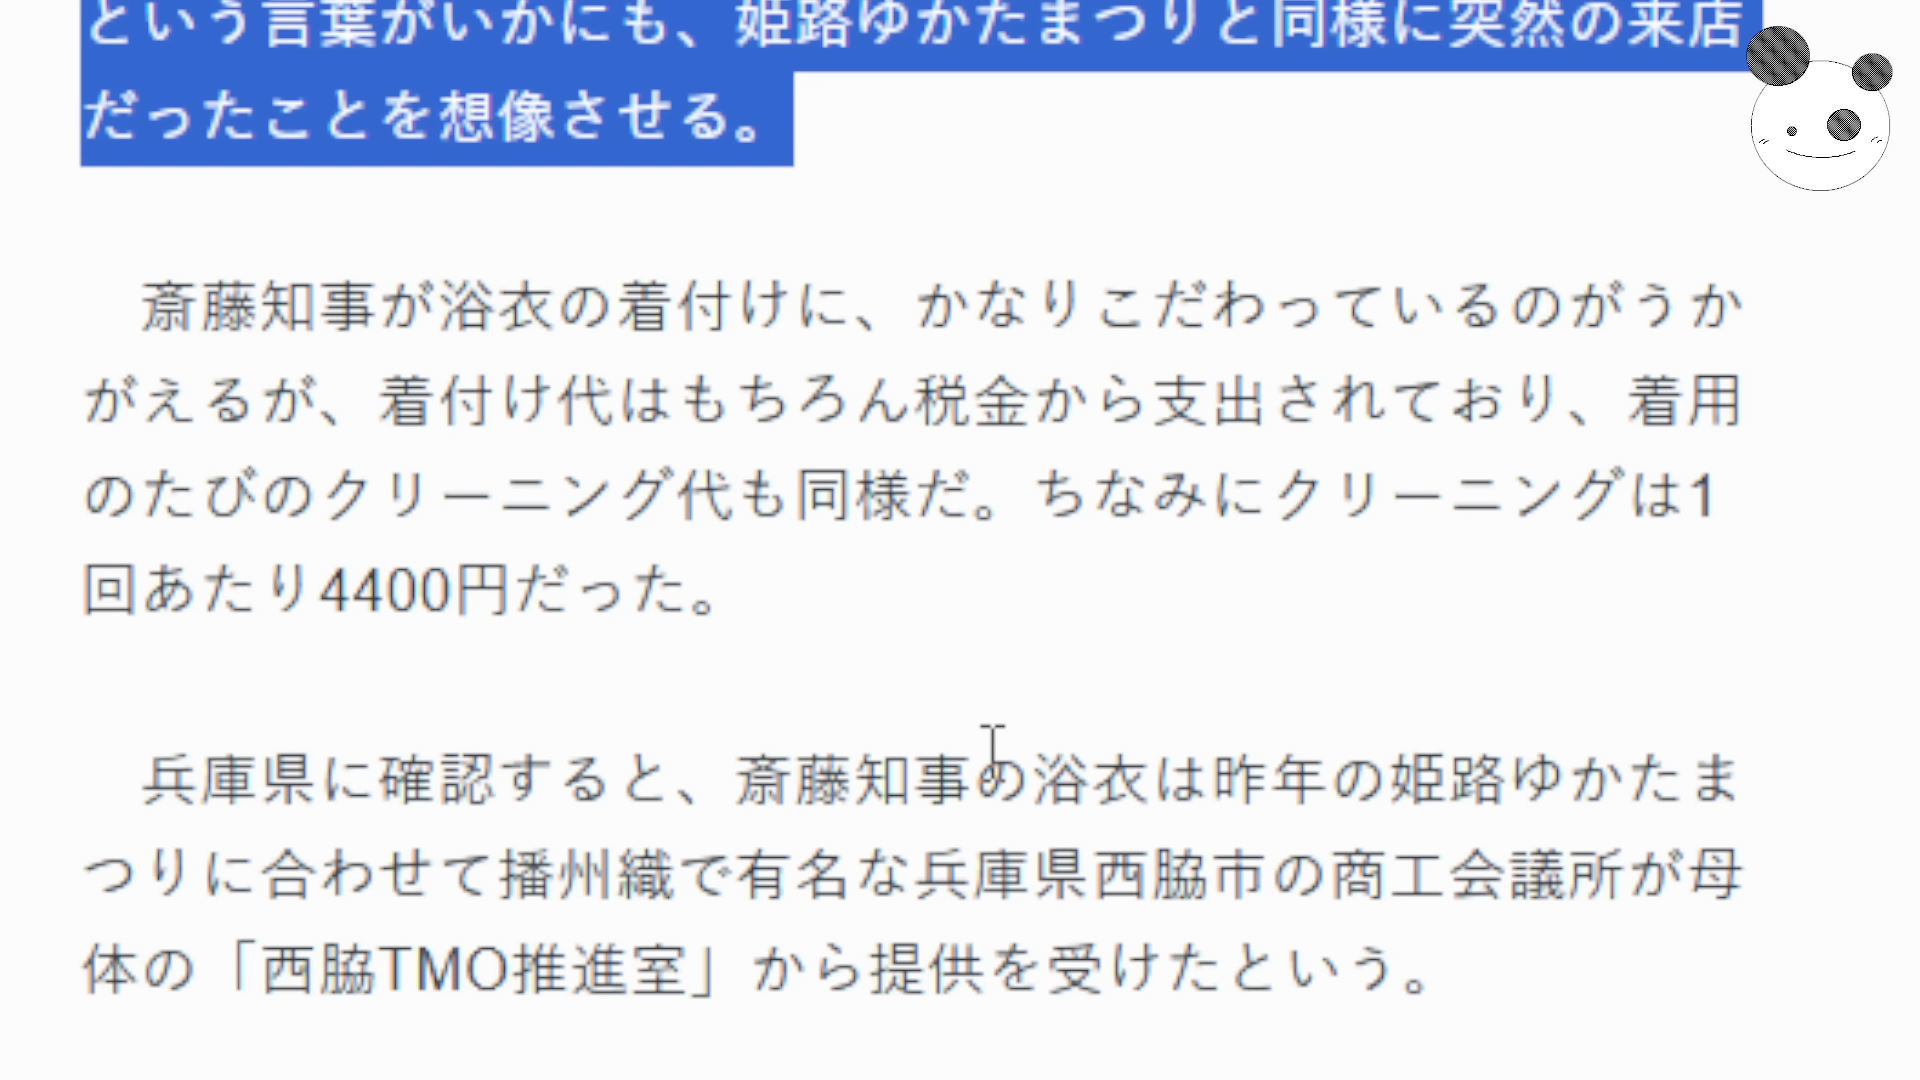 という言葉がいかにも、姫路ゆかたまつりと同様に突然の来店
だったことを想像させる。
斎藤知事が浴衣の着付けに、かなりこだわっているのがうか
がえるが、着付け代はもちろん税金から支出されており、着用
のたびのクリーニング代も同様だ。ちなみにクリーニングは1
回あたり4400円だった。
兵庫県に確認すると、斎藤知事の浴衣は昨年の姫路ゆかたま
つりに合わせて播州織で有名な兵庫県西脇市の商工会議所が母
体の「西脇TMO推進室」から提供を受けたという。